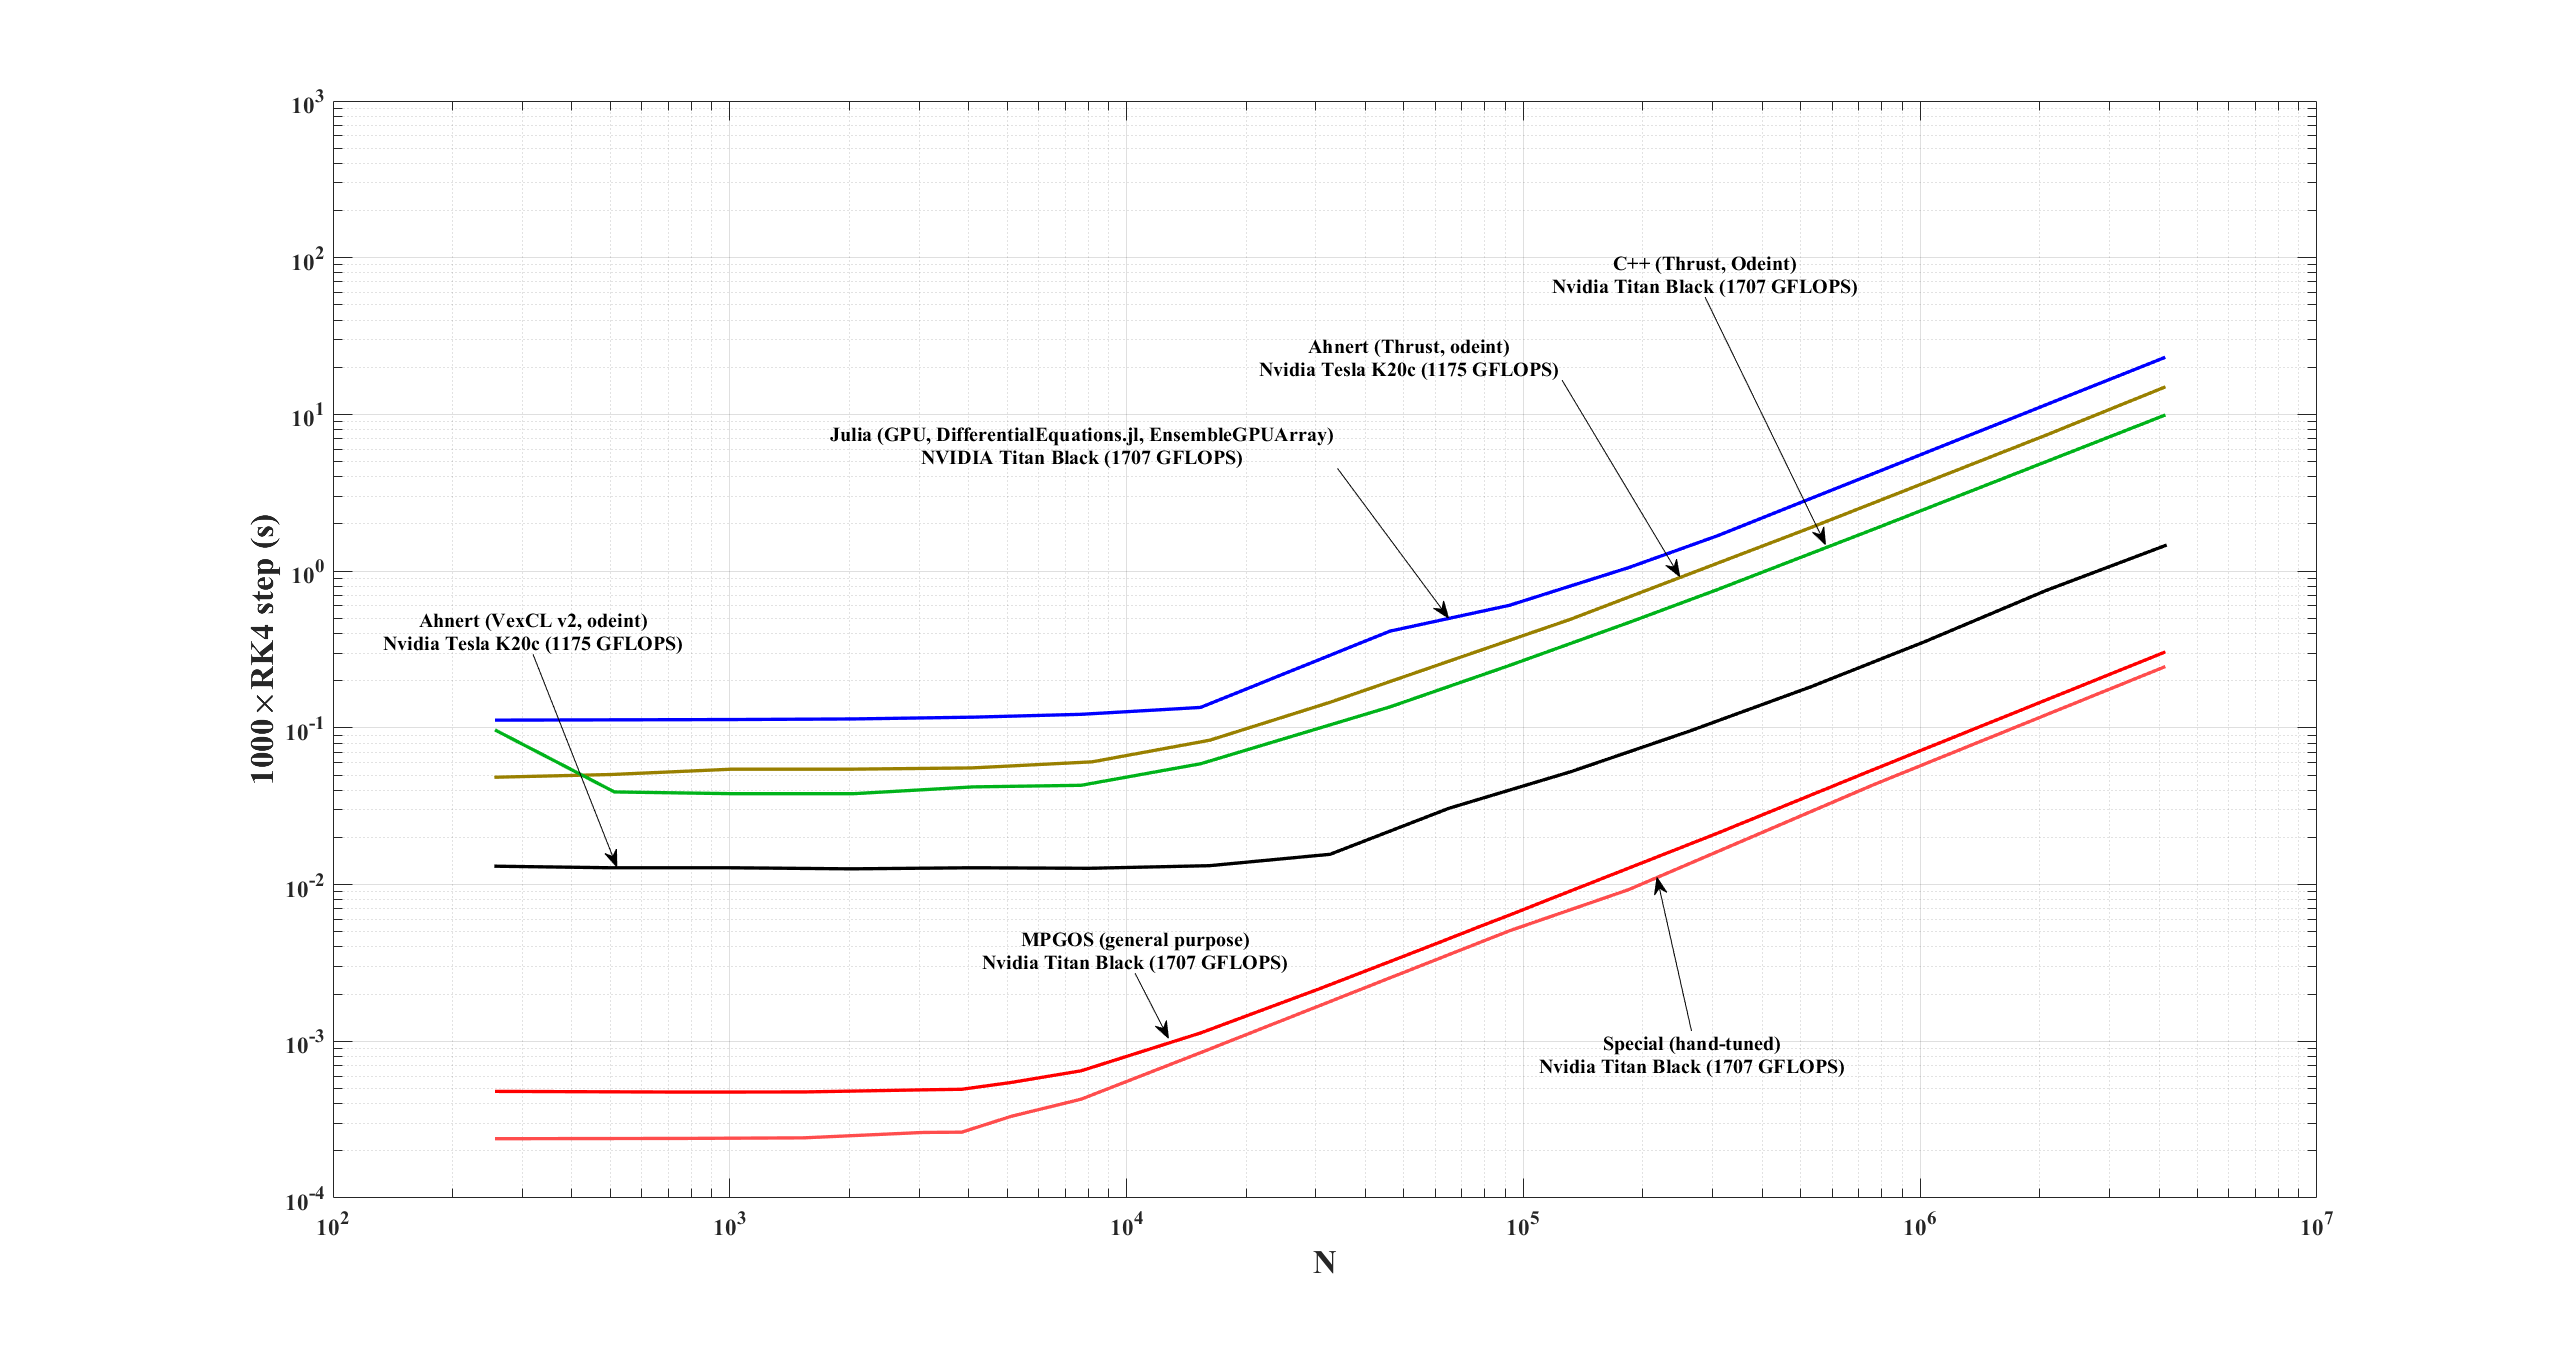 10^3
10^2
10^1
10^0
10^-1
10^-2
10^-3
10^-4
1000×RK4 step (s)
C++ (Thrust, Odeint)
Nvidia Titan Black (1707 GFLOPS)
Ahnert (Thrust, odeint)
Nvidia Tesla K20c (1175 GFLOPS)
Julia (GPU, DifferentialEquations.jl, EnsembleGPUArray)
NVIDIA Titan Black (1707 GFLOPS)
Ahnert (VexCL v2, odeint)
Nvidia Tesla K20c (1175 GFLOPS)
MPGOS (general purpose)
Nvidia Titan Black (1707 GFLOPS)
Special (hand-tuned)
Nvidia Titan Black (1707 GFLOPS)
10^2 10^3 10^4 10^5 10^6 10^7
N